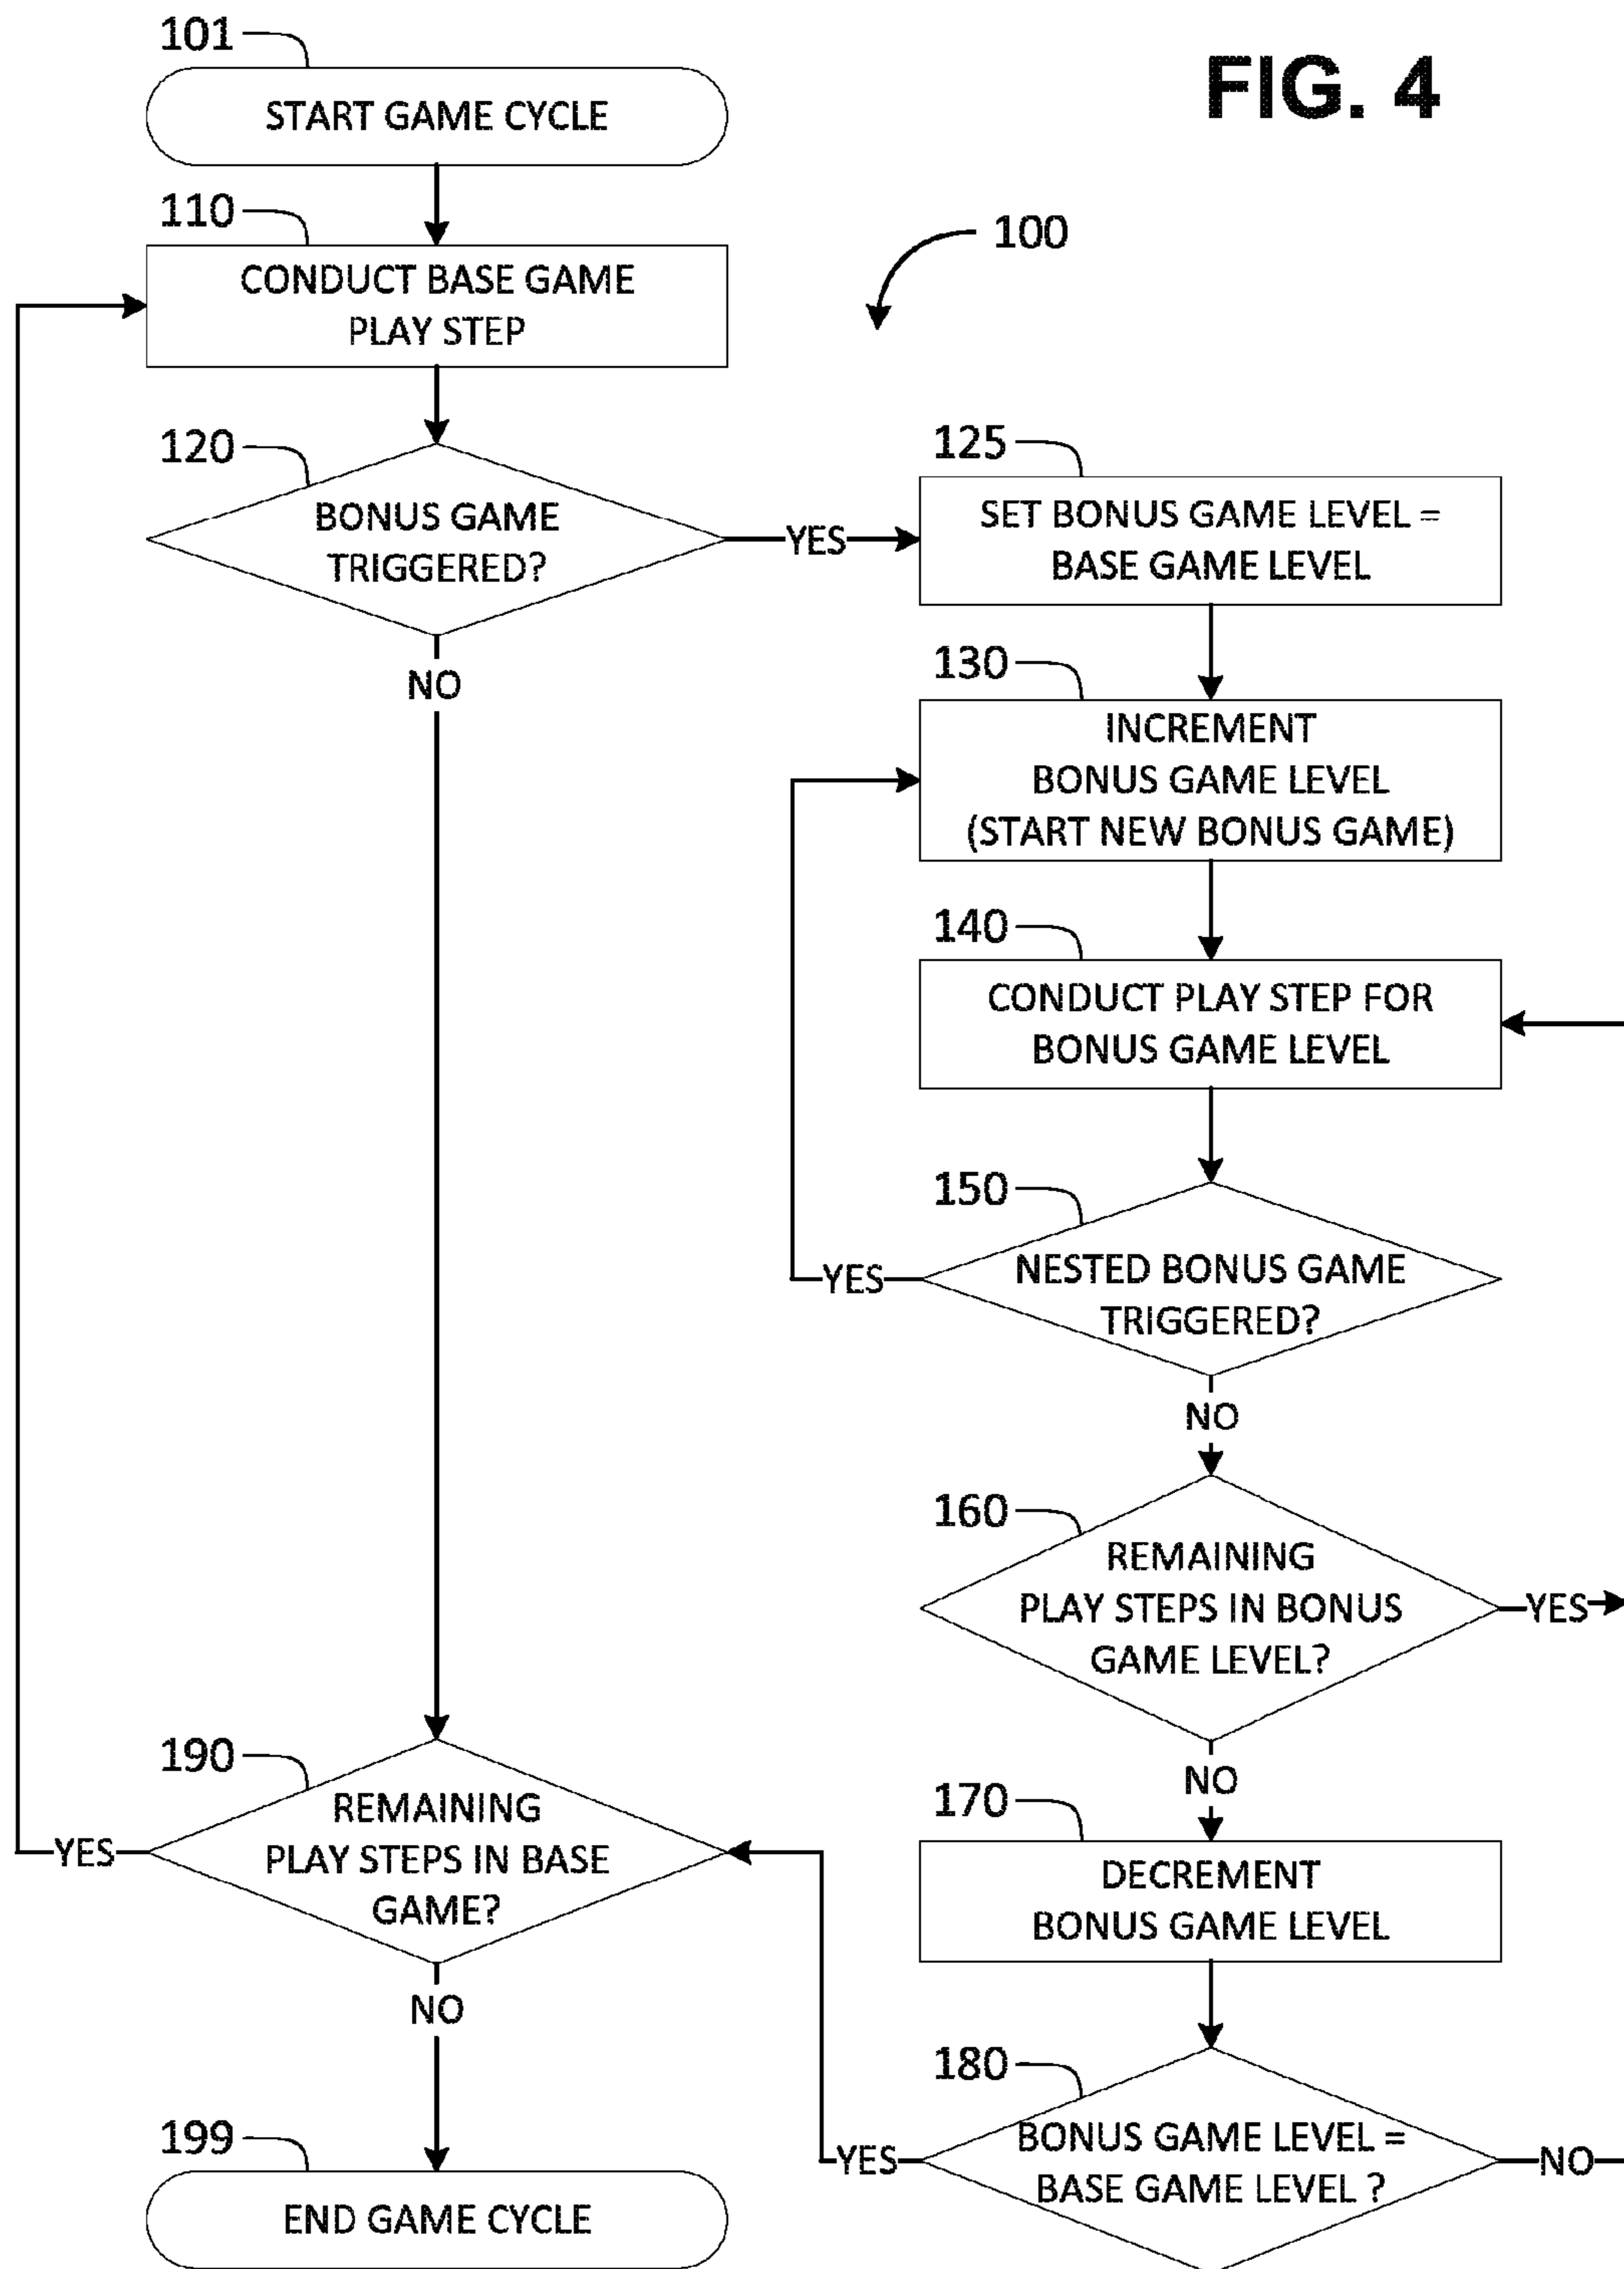 FIG. 4
101
START GAME CYCLE
110
CONDUCT BASE GAME
PLAY STEP
100
120
BONUS GAME
TRIGGERED?
YES
NO
125
SET BONUS GAME LEVEL =
BASE GAME LEVEL
130
INCREMENT
BONUS GAME LEVEL
(START NEW BONUS GAME)
140
CONDUCT PLAY STEP FOR
BONUS GAME LEVEL
150
NESTED BONUS GAME
TRIGGERED?
YES
NO
160
REMAINING
PLAY STEPS IN BONUS
GAME LEVEL?
YES
NO
170
DECREMENT
BONUS GAME LEVEL
180
BONUS GAME LEVEL =
BASE GAME LEVEL ?
YES
NO
190
REMAINING
PLAY STEPS IN BASE
GAME?
YES
NO
199
END GAME CYCLE